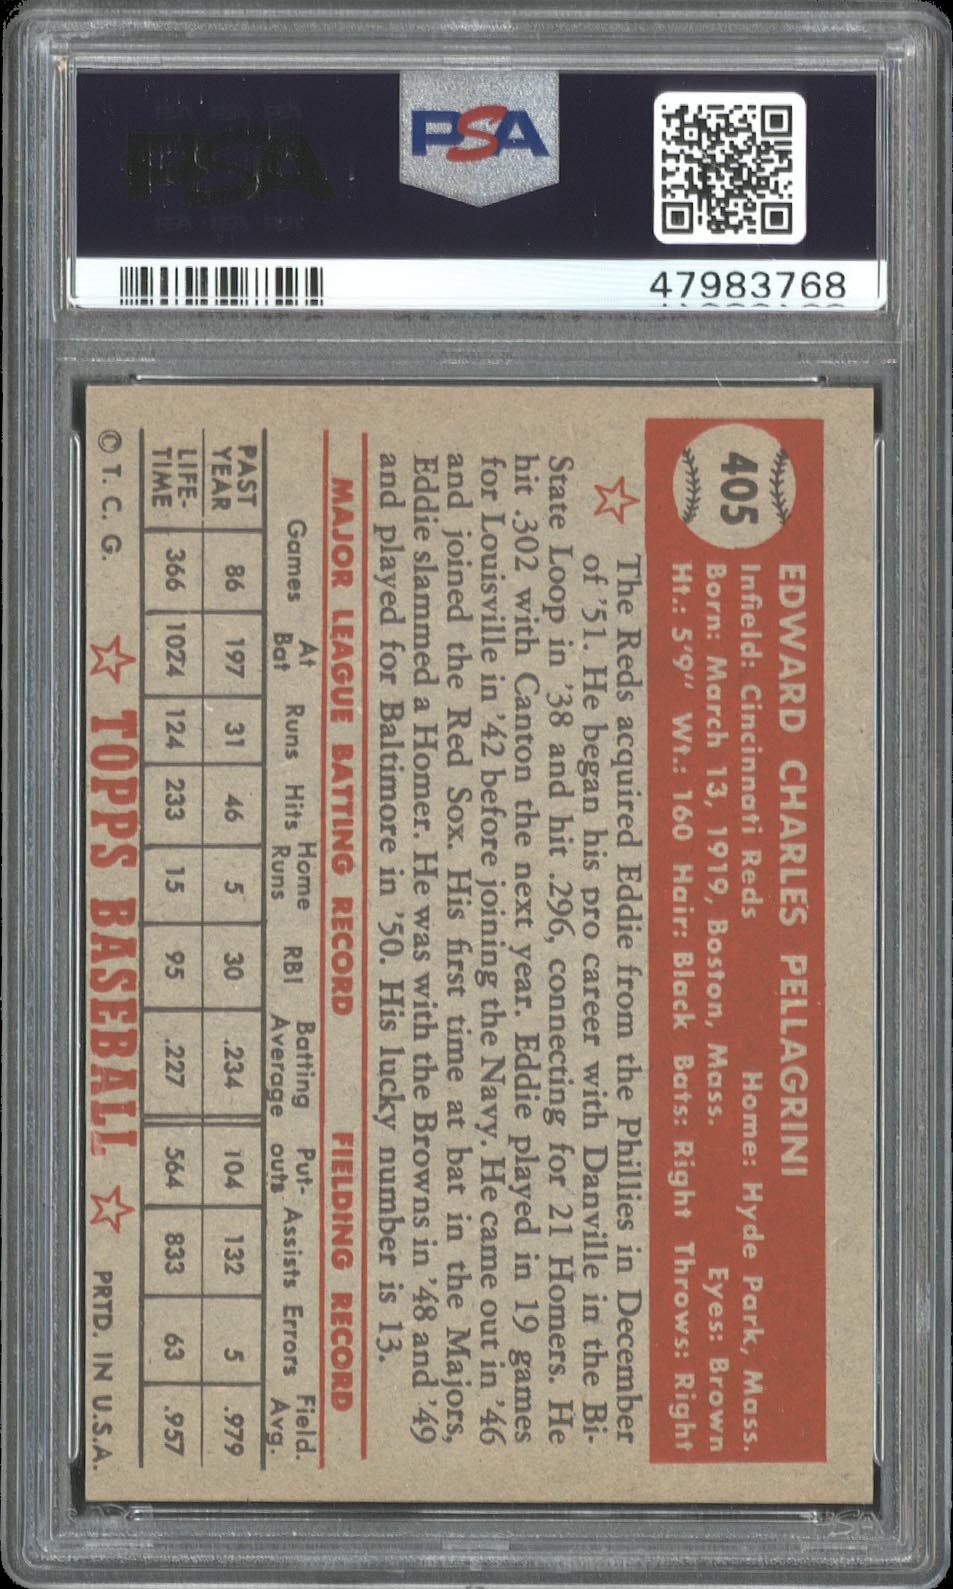 PSA
47983768
405
EDWARD CHARLES PELLAGRINI
Infield: Cincinnati Reds Home: Hyde Park, Mass.
Born: March 13, 1919, Boston, Mass. Eyes: Brown
Ht.: 5'9" Wt.: 160 Hair: Black Bats: Right Throws: Right
The Reds acquired Eddie from the Phillies in December
of '51. He began his pro career with Danville in the Bi-
State Loop in '38 and hit .296, connecting for 21 Homers. He
hit .302 with Canton the next year. Eddie played in 19 games
for Louisville in '42 before joining the Navy. He came out in '46
and joined the Red Sox. His first time at bat in the Majors,
Eddie slammed a Homer. He was with the Browns in '48 and '49
and played for Baltimore in '50. His lucky number is 13.
MAJOR LEAGUE BATTING RECORD FIELDING RECORD
Games At Bat Runs Hits Home Runs RBI Batting Average Put-outs Assists Errors Field. Avg.
PAST YEAR 86 197 31 46 5 30 .234 104 132 5 .979
LIFE-TIME 366 1024 124 233 15 95 .227 564 833 63 .957
© T. C. G. ☆ TOPPS BASEBALL ☆ PRTD. IN U.S.A.